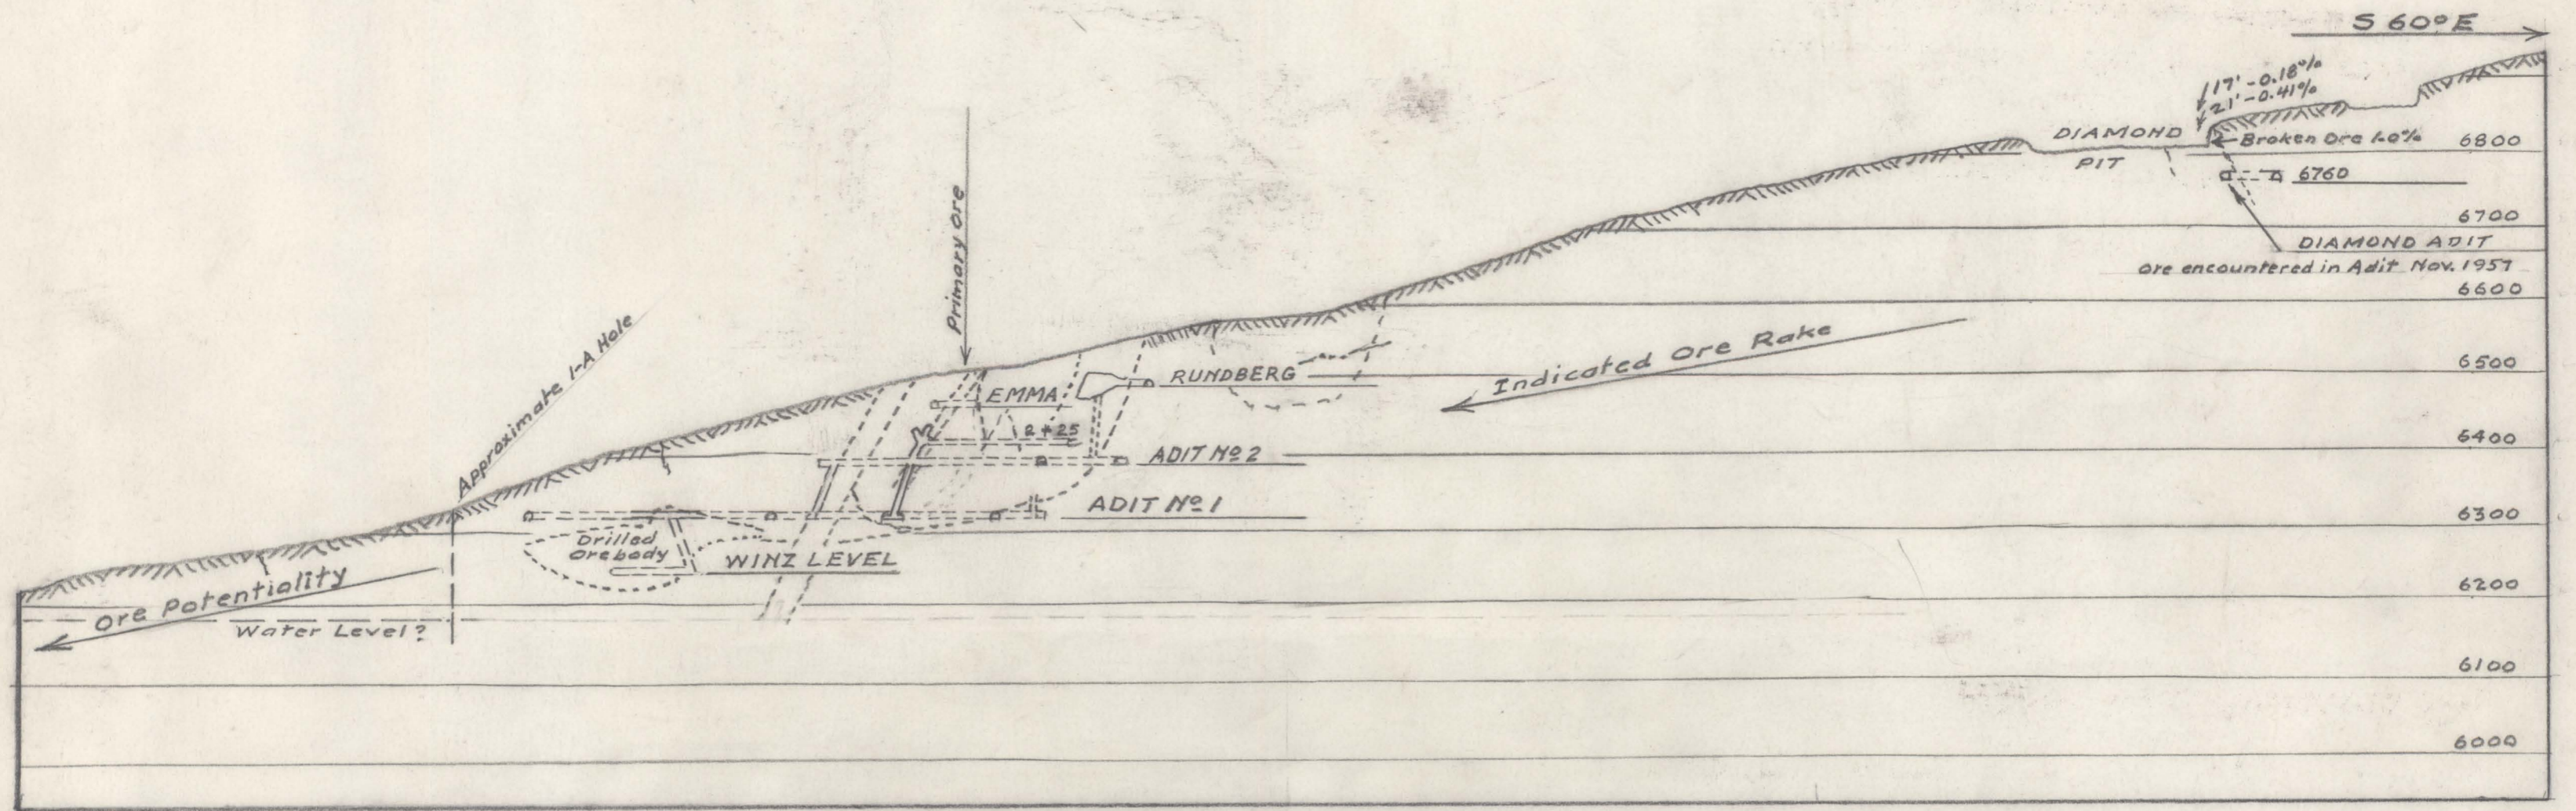 S 60° E
17' - 0.18%
21' - 0.41%
DIAMOND
PIT
Broken Ore 1.0%
6800
6760
6700
DIAMOND ADIT
Ore encountered in Adit Nov. 1957
6600
Primary Ore
Indicated Ore Rake
6500
RUNDBERG
EMMA
2+25
Approximate 1-A Hole
6400
ADIT No 2
ADIT No 1
6300
Drilled
Orebody
WINZ LEVEL
6200
Ore Potentiality
Water Level?
6100
6000